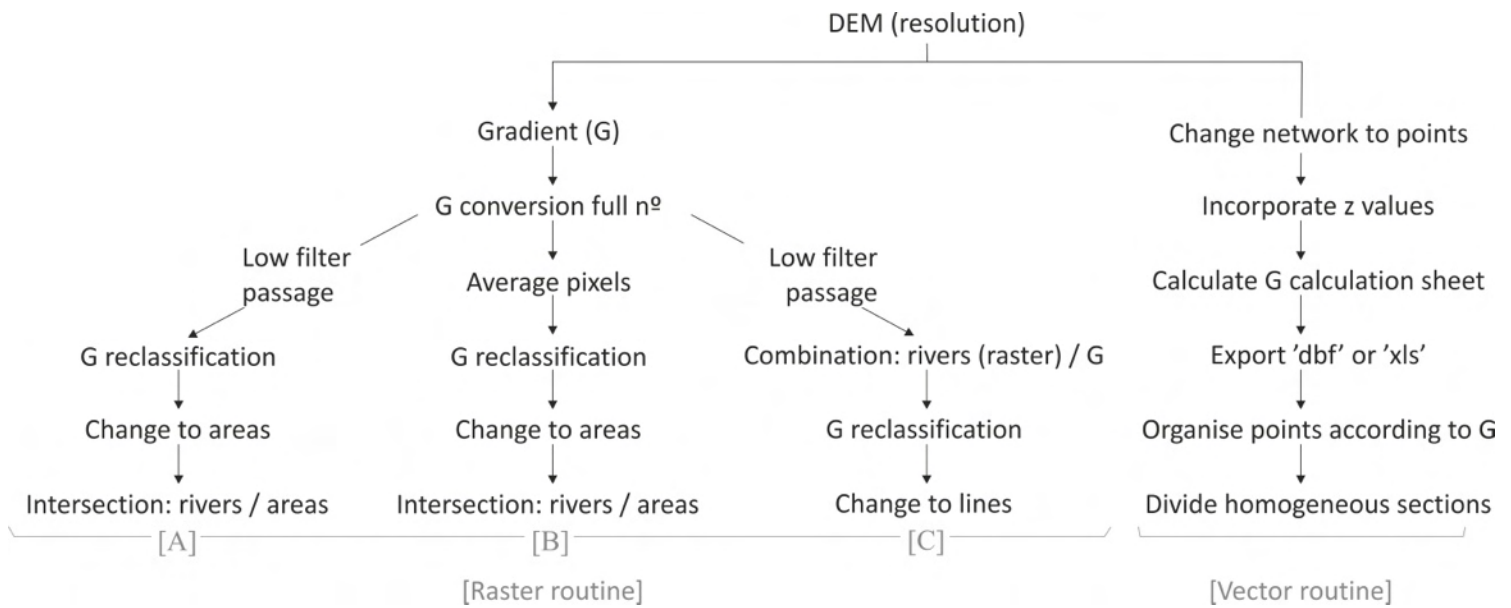 DEM (resolution)
Gradient (G)
Change network to points
G conversion full nº
Incorporate z values
Low filter
passage
Average pixels
Low filter
passage
Calculate G calculation sheet
G reclassification
G reclassification
Combination: rivers (raster) / G
Export ’dbf’ or ’xls’
Change to areas
Change to areas
G reclassification
Organise points according to G
Intersection: rivers / areas
Intersection: rivers / areas
Change to lines
Divide homogeneous sections
[A]
[B]
[C]
[Raster routine]
[Vector routine]